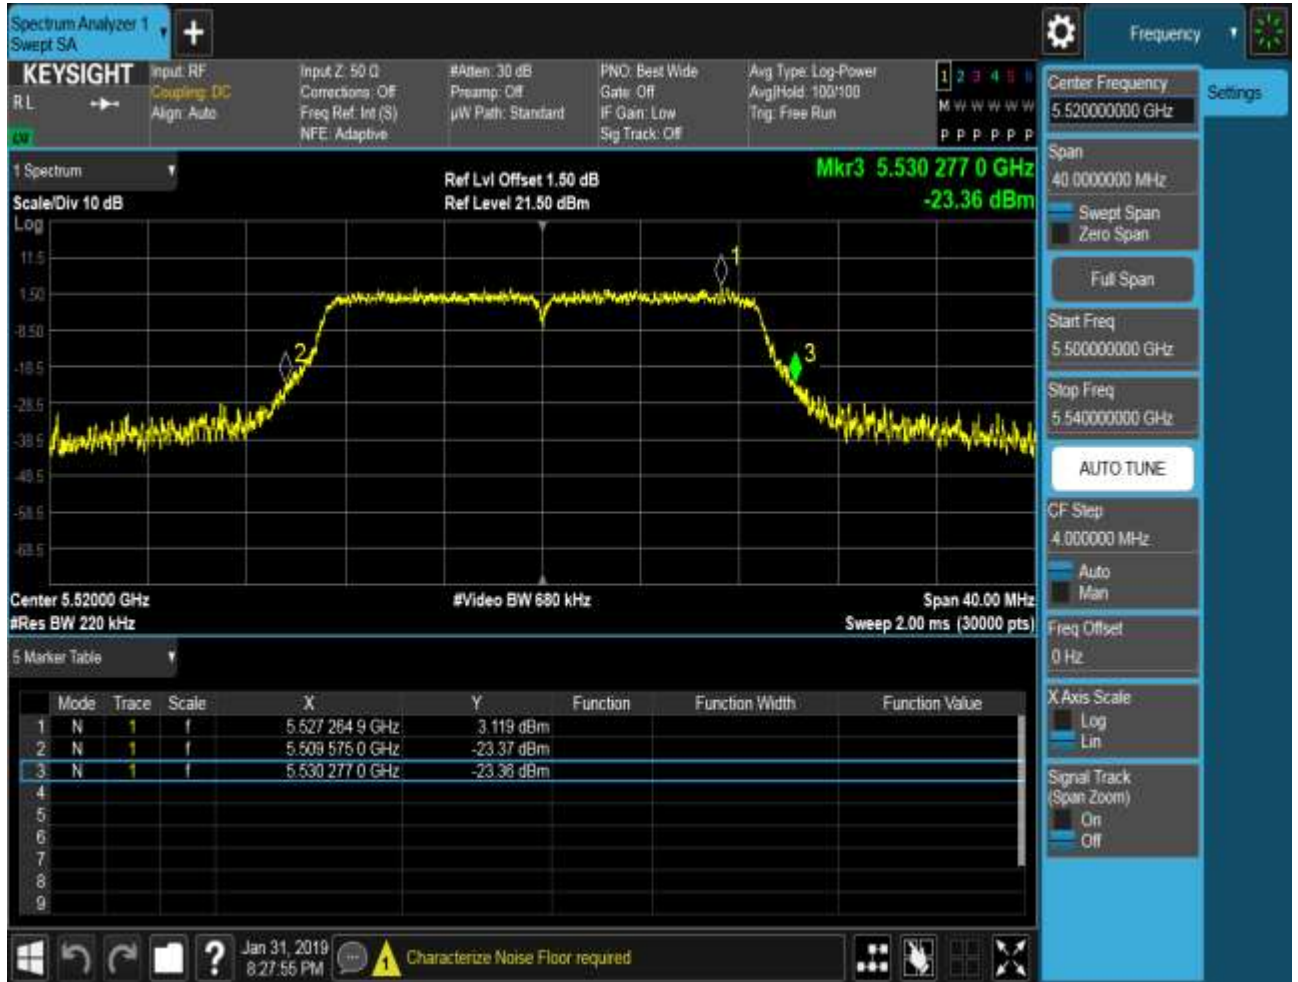 Spectrum Analyzer 1
Swept SA
+
Frequency
KEYSIGHT
R L
Input: RF
Coupling: DC
Align: Auto
Input Z: 50 Ω
Corrections: Off
Freq Ref: Int (S)
NFE: Adaptive
#Atten: 30 dB
Preamp: Off
µW Path: Standard
PNO: Best Wide
Gate: Off
IF Gain: Low
Sig Track: Off
Avg Type: Log-Power
Avg|Hold: 100/100
Trig: Free Run
1 2 3 4 5 6
M W W W W W
P P P P P P
1 Spectrum
Scale/Div 10 dB
Ref Lvl Offset 1.50 dB
Ref Level 21.50 dBm
Mkr3 5.530 277 0 GHz
-23.36 dBm
Log
11.5
1.50
-8.50
-18.5
-28.5
-38.5
-48.5
-58.5
-68.5
1
2
3
Center 5.52000 GHz
#Video BW 680 kHz
Span 40.00 MHz
#Res BW 220 kHz
Sweep 2.00 ms (30000 pts)
5 Marker Table
Mode Trace Scale X Y Function Function Width Function Value
1 N 1 f 5.527 264 9 GHz 3.119 dBm
2 N 1 f 5.509 575 0 GHz -23.37 dBm
3 N 1 f 5.530 277 0 GHz -23.36 dBm
4
5
6
7
8
9
Center Frequency
5.520000000 GHz
Settings
Span
40.0000000 MHz
Swept Span
Zero Span
Full Span
Start Freq
5.500000000 GHz
Stop Freq
5.540000000 GHz
AUTO TUNE
CF Step
4.000000 MHz
Auto
Man
Freq Offset
0 Hz
X Axis Scale
Log
Lin
Signal Track
(Span Zoom)
On
Off
?
Jan 31, 2019
8:27:55 PM
1
Characterize Noise Floor required